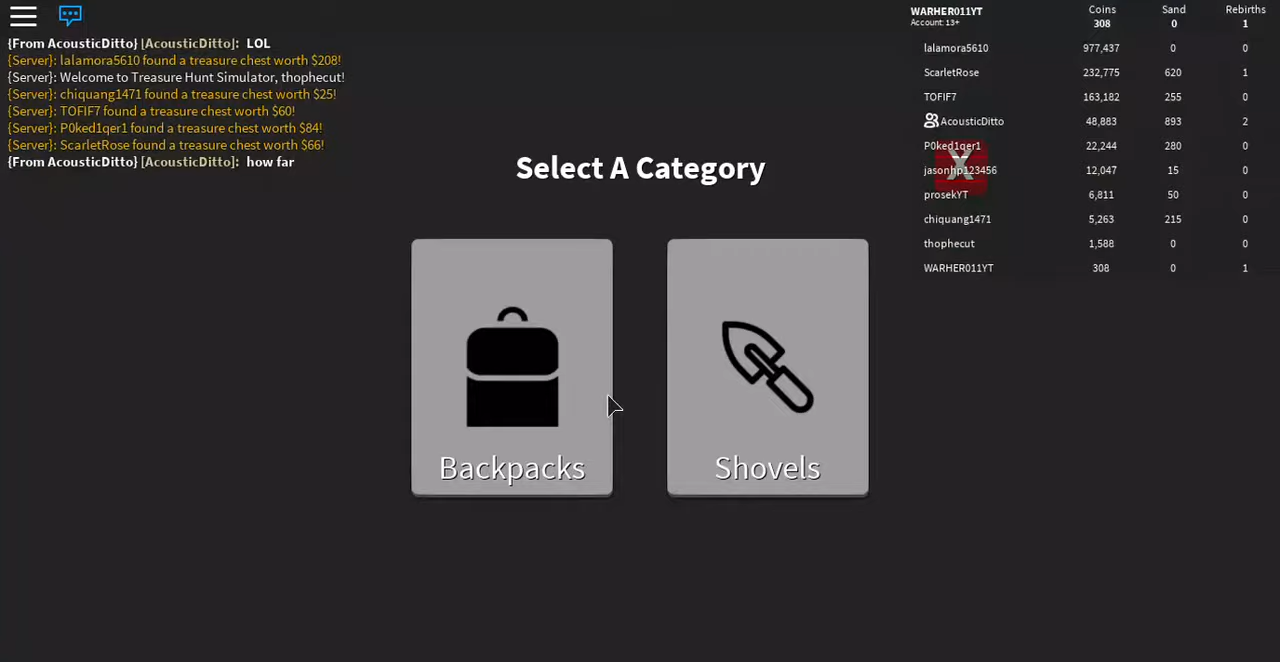 {From AcousticDitto} [AcousticDitto]: LOL
{Server}: lalamora5610 found a treasure chest worth $208!
{Server}: Welcome to Treasure Hunt Simulator, thophecut!
{Server}: chiquang1471 found a treasure chest worth $25!
{Server}: TOFIF7 found a treasure chest worth $60!
{Server}: P0ked1qer1 found a treasure chest worth $84!
{Server}: ScarletRose found a treasure chest worth $66!
{From AcousticDitto} [AcousticDitto]: how far
WARHER011YT Coins Sand Rebirths
Account: 13+ 308 0 1
lalamora5610 977,437 0 0
ScarletRose 232,775 620 1
TOFIF7 163,182 255 0
AcousticDitto 48,883 893 2
P0ked1qer1 22,244 280 0
jasonhp123456 12,047 15 0
prosekYT 6,811 50 0
chiquang1471 5,263 215 0
thophecut 1,588 0 0
WARHER011YT 308 0 1
X
Select A Category
Backpacks
Shovels